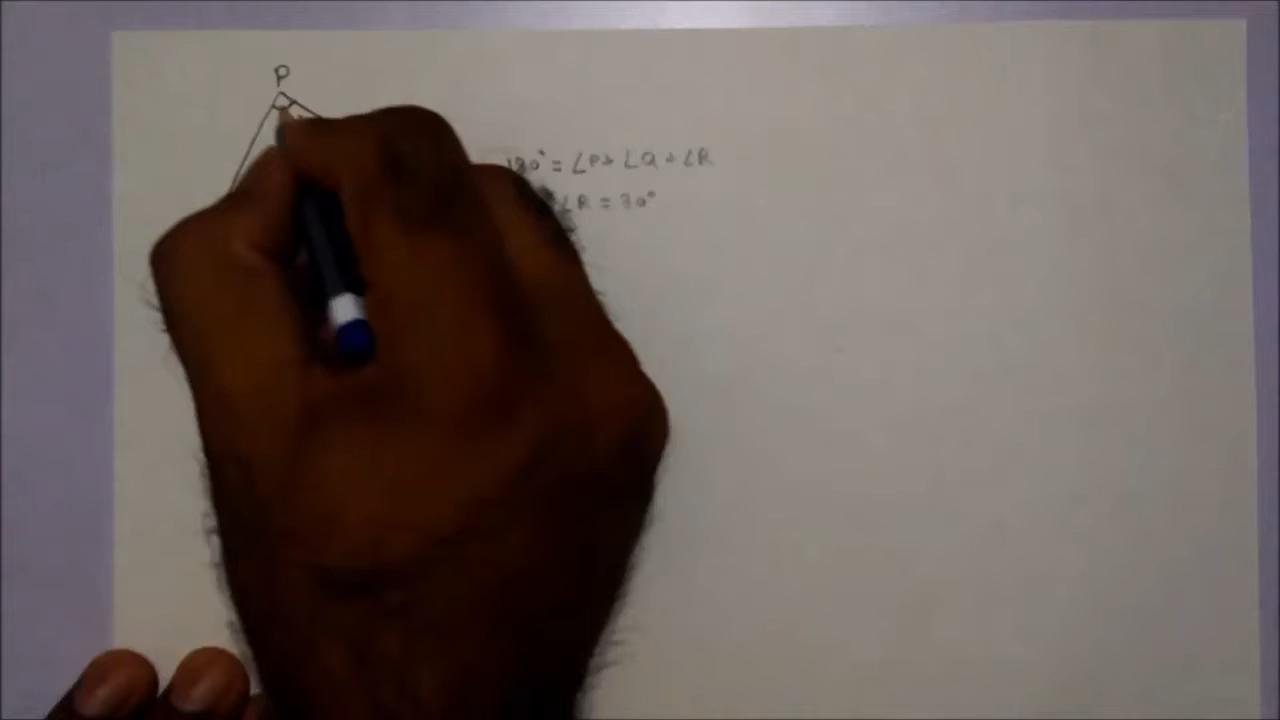 P
180° = ∠P + ∠Q + ∠R
∠R = 30°